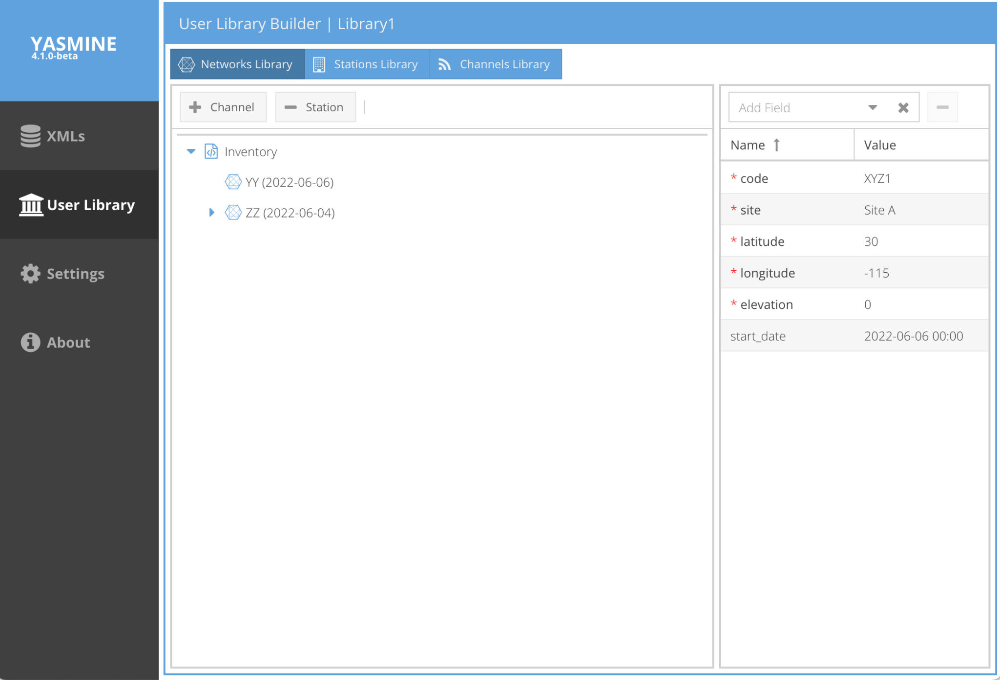 YASMINE
4.1.0-beta
XMLs
User Library
Settings
About
User Library Builder | Library1
Networks Library
Stations Library
Channels Library
Channel
Station
Inventory
YY (2022-06-06)
ZZ (2022-06-04)
Add Field
Name Value
* code XYZ1
* site Site A
* latitude 30
* longitude -115
* elevation 0
start_date 2022-06-06 00:00